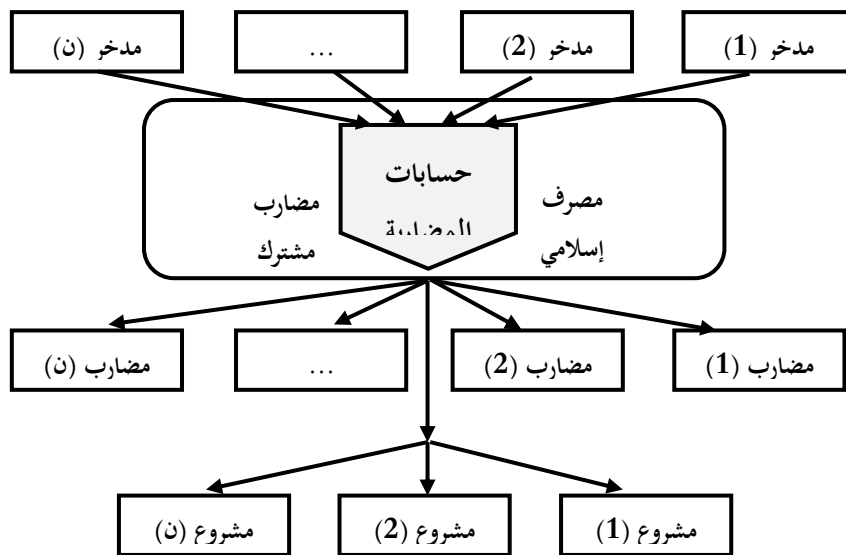 مدخر (1)
مدخر (2)
...
مدخر (ن)
مصرف
إسلامي
حسابات
المضاربة
مضارب
مشترك
مضارب (1)
مضارب (2)
...
مضارب (ن)
مشروع (1)
مشروع (2)
مشروع (ن)